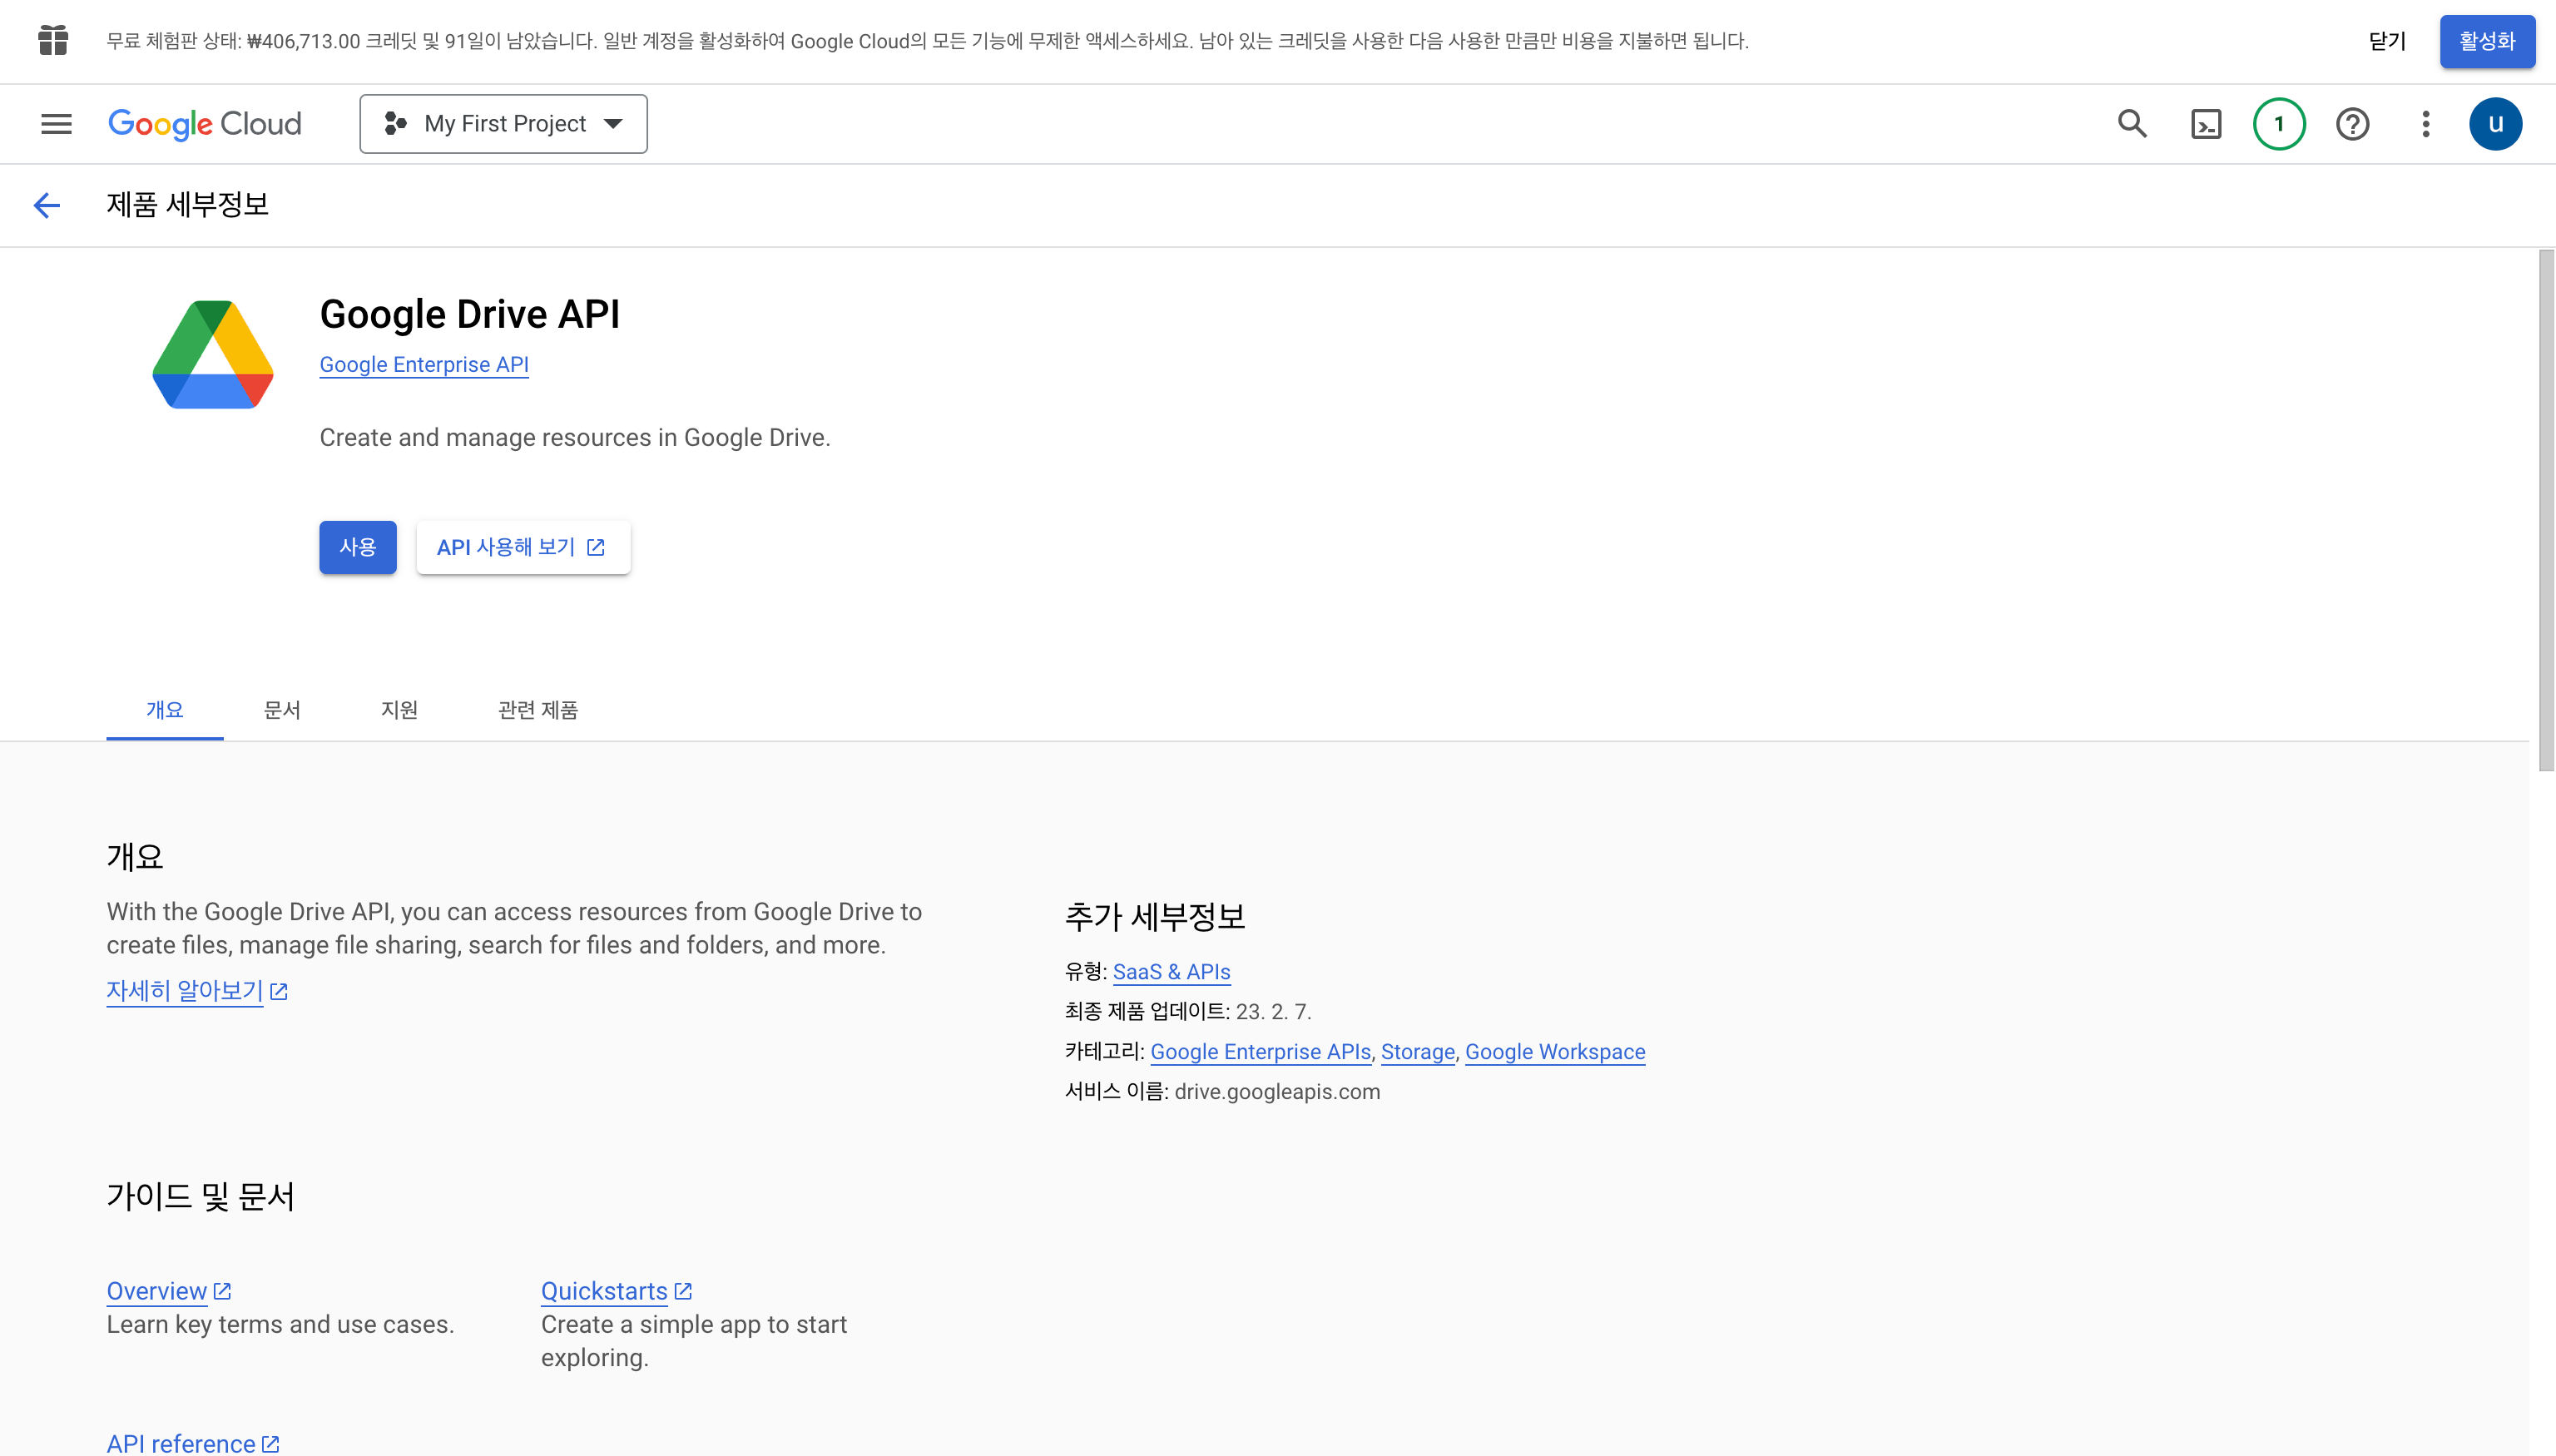 무료 체험판 상태: ₩406,713.00 크레딧 및 91일이 남았습니다. 일반 계정을 활성화하여 Google Cloud의 모든 기능에 무제한 액세스하세요. 남아 있는 크레딧을 사용한 다음 사용한 만큼만 비용을 지불하면 됩니다.
닫기
활성화
Google Cloud
My First Project
1
u
제품 세부정보
Google Drive API
Google Enterprise API
Create and manage resources in Google Drive.
사용
API 사용해 보기
개요
문서
지원
관련 제품
개요
With the Google Drive API, you can access resources from Google Drive to
create files, manage file sharing, search for files and folders, and more.
자세히 알아보기
추가 세부정보
유형: SaaS & APIs
최종 제품 업데이트: 23. 2. 7.
카테고리: Google Enterprise APIs, Storage, Google Workspace
서비스 이름: drive.googleapis.com
가이드 및 문서
Overview
Learn key terms and use cases.
Quickstarts
Create a simple app to start
exploring.
API reference